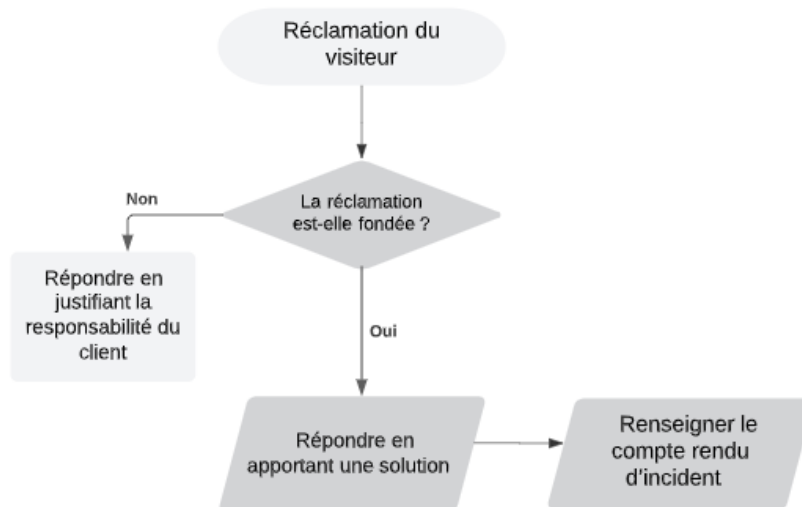 Réclamation du
visiteur
La réclamation
est-elle fondée ?
Non
Répondre en
justifiant la
responsabilité du
client
Oui
Répondre en
apportant une solution
Renseigner le
compte rendu
d'incident